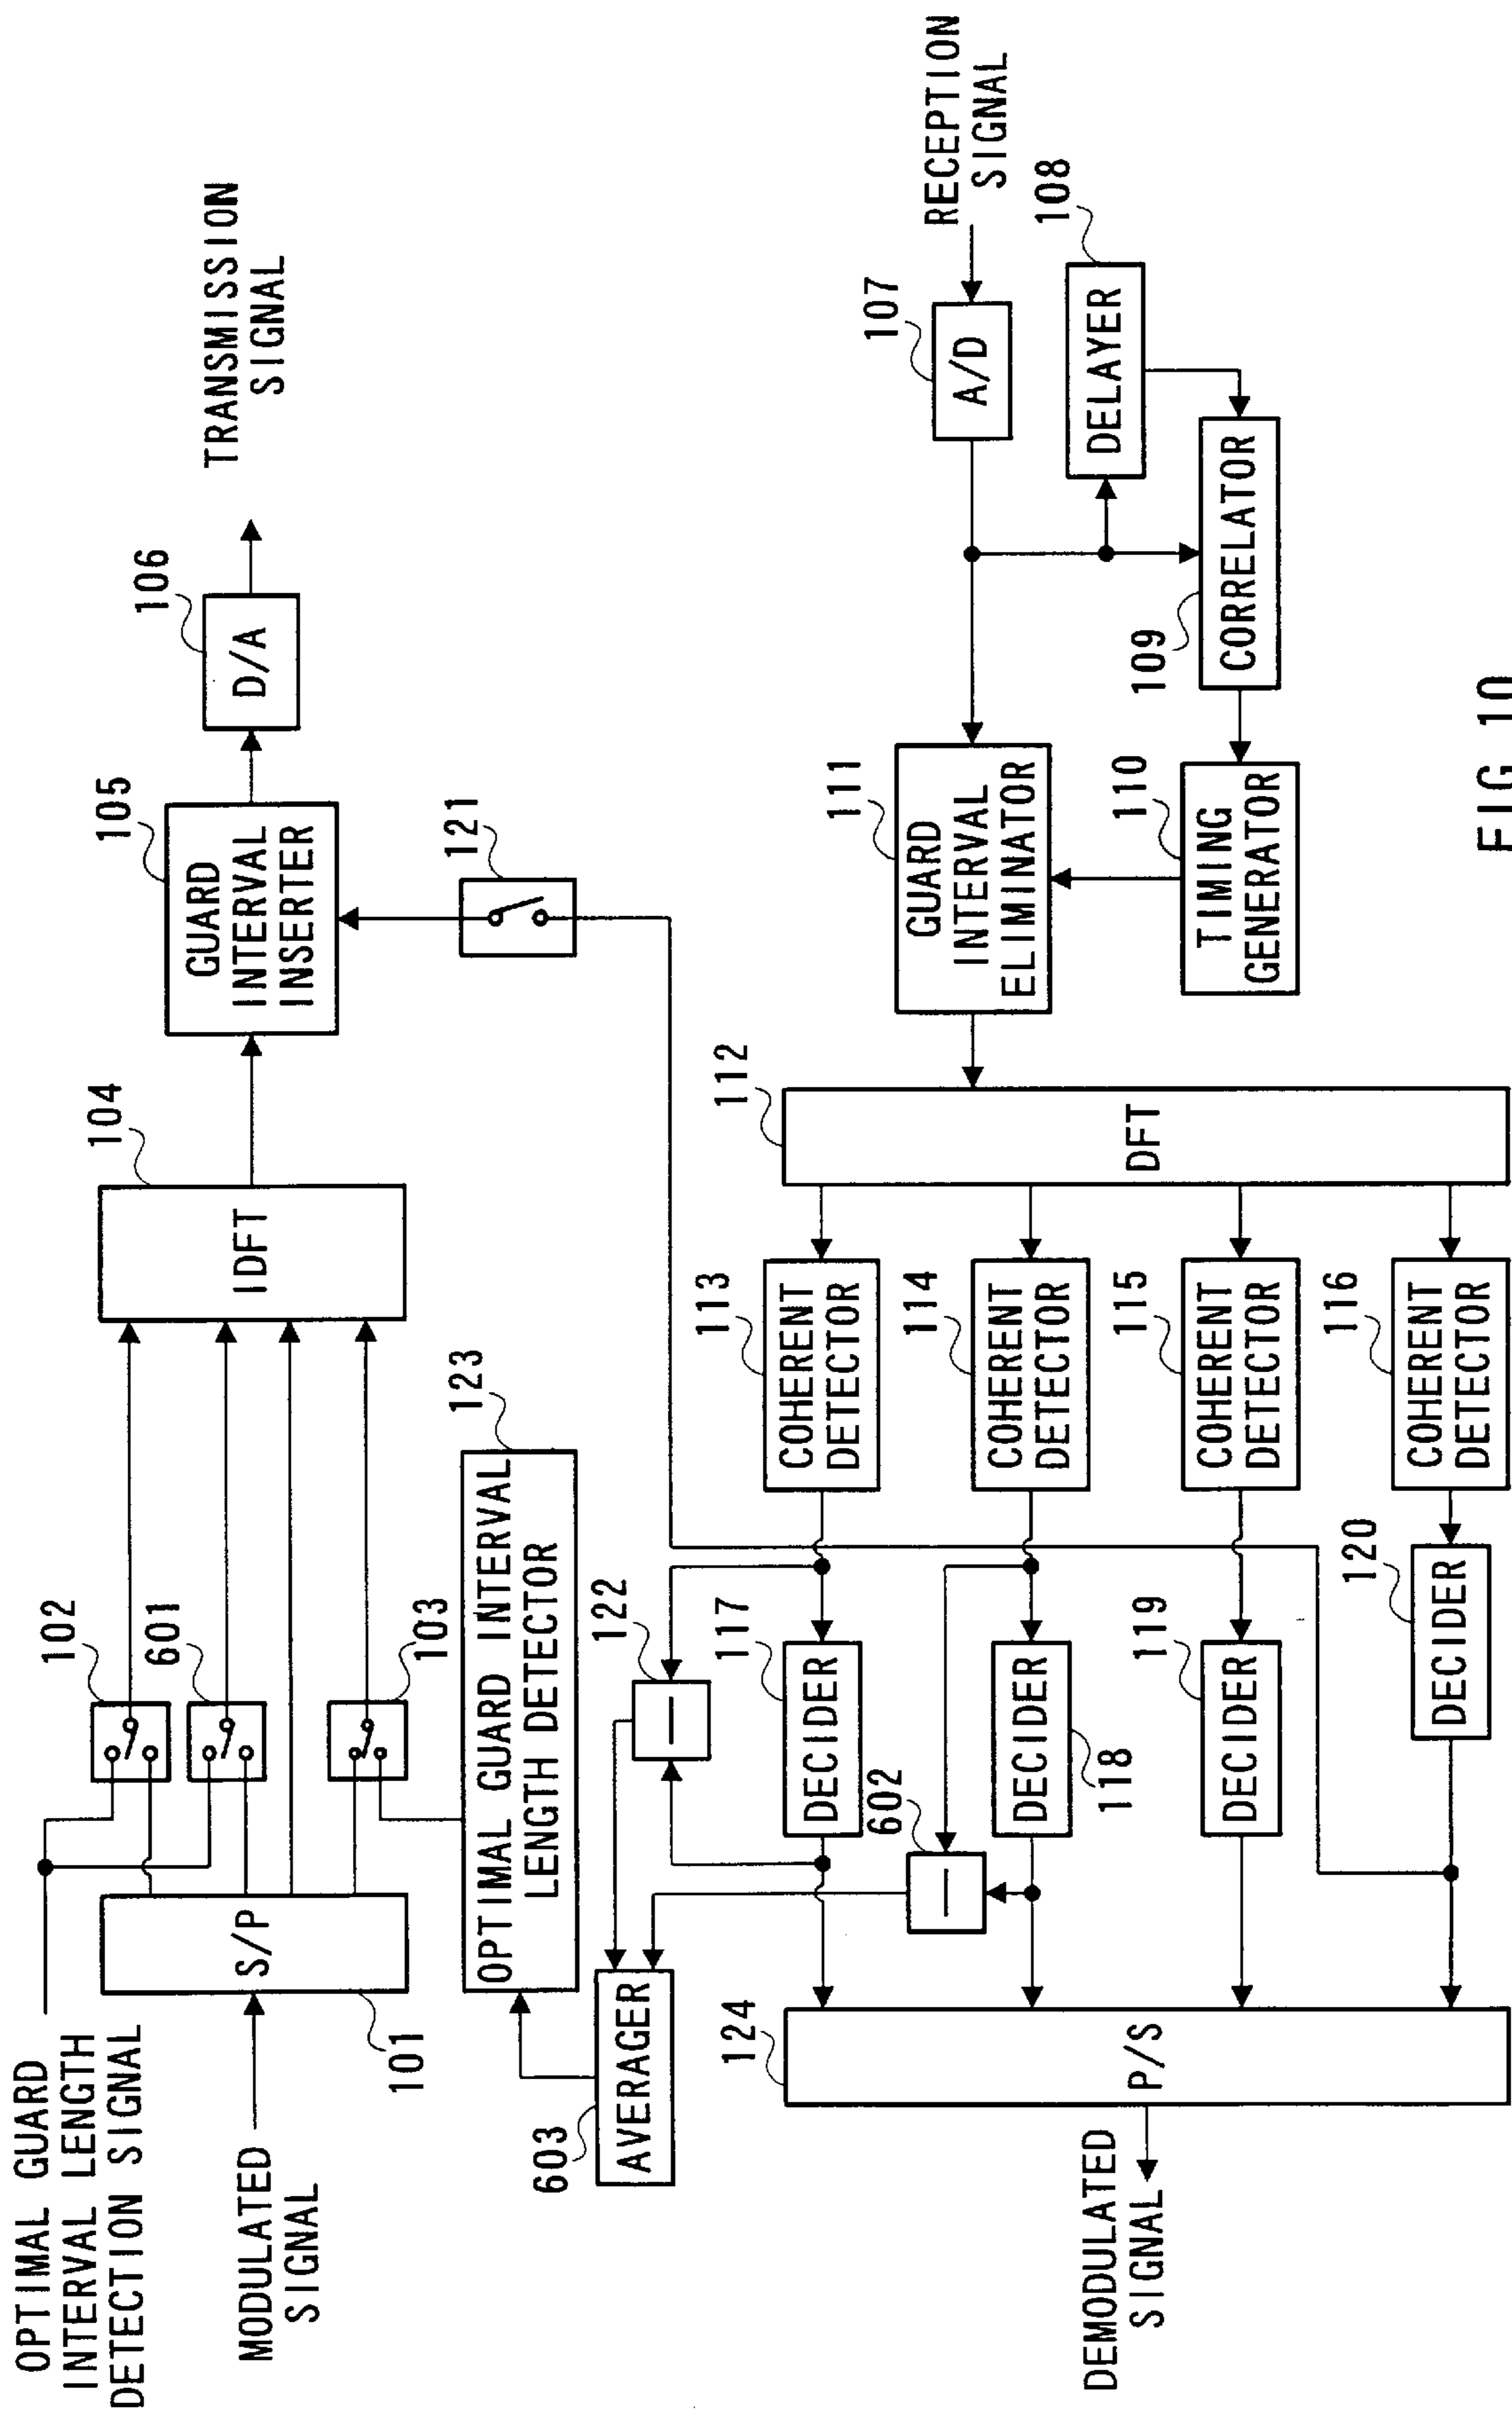 OPTIMAL GUARD
INTERVAL LENGTH
DETECTION SIGNAL
MODULATED
SIGNAL
101
S/P
102
601
103
104
IDFT
105
GUARD
INTERVAL
INSERTER
106
D/A
TRANSMISSION
SIGNAL
121
123
OPTIMAL GUARD INTERVAL
LENGTH DETECTOR
603
AVERAGER
122
602
RECEPTION
SIGNAL
107
A/D
108
DELAYER
109
CORRELATOR
110
TIMING
GENERATOR
111
GUARD
INTERVAL
ELIMINATOR
112
DFT
113
COHERENT
DETECTOR
114
COHERENT
DETECTOR
115
COHERENT
DETECTOR
116
COHERENT
DETECTOR
117
DECIDER
118
DECIDER
119
DECIDER
120
DECIDER
124
P/S
DEMODULATED
SIGNAL
FIG.10